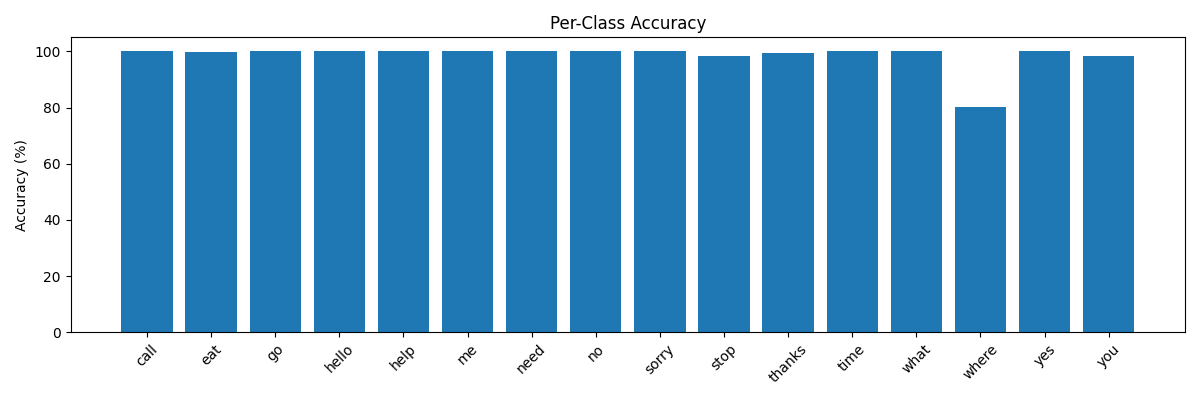 Per-Class Accuracy
Accuracy (%)
100
80
60
40
20
0
call eat go hello help me need no sorry stop thanks time what where yes you